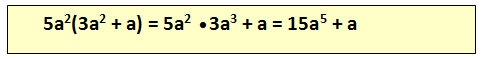 5a²(3a² + a) = 5a² •3a³ + a = 15a⁵ + a